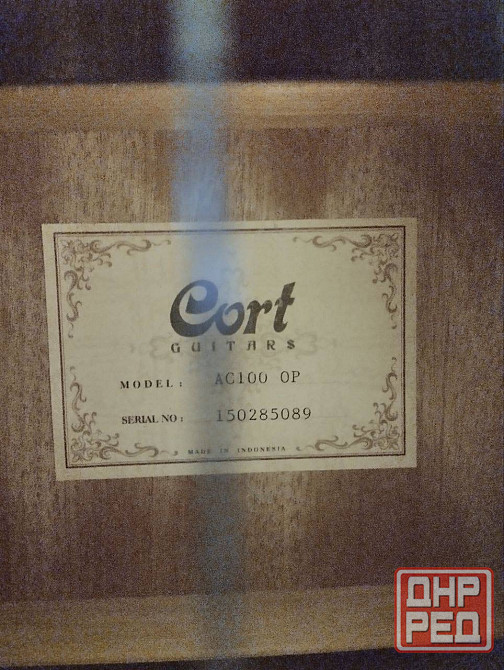 Cort
GUITARS
MODEL: AC100 OP
SERIAL NO: 150285089
MADE IN INDONESIA
ДНР
РЕД